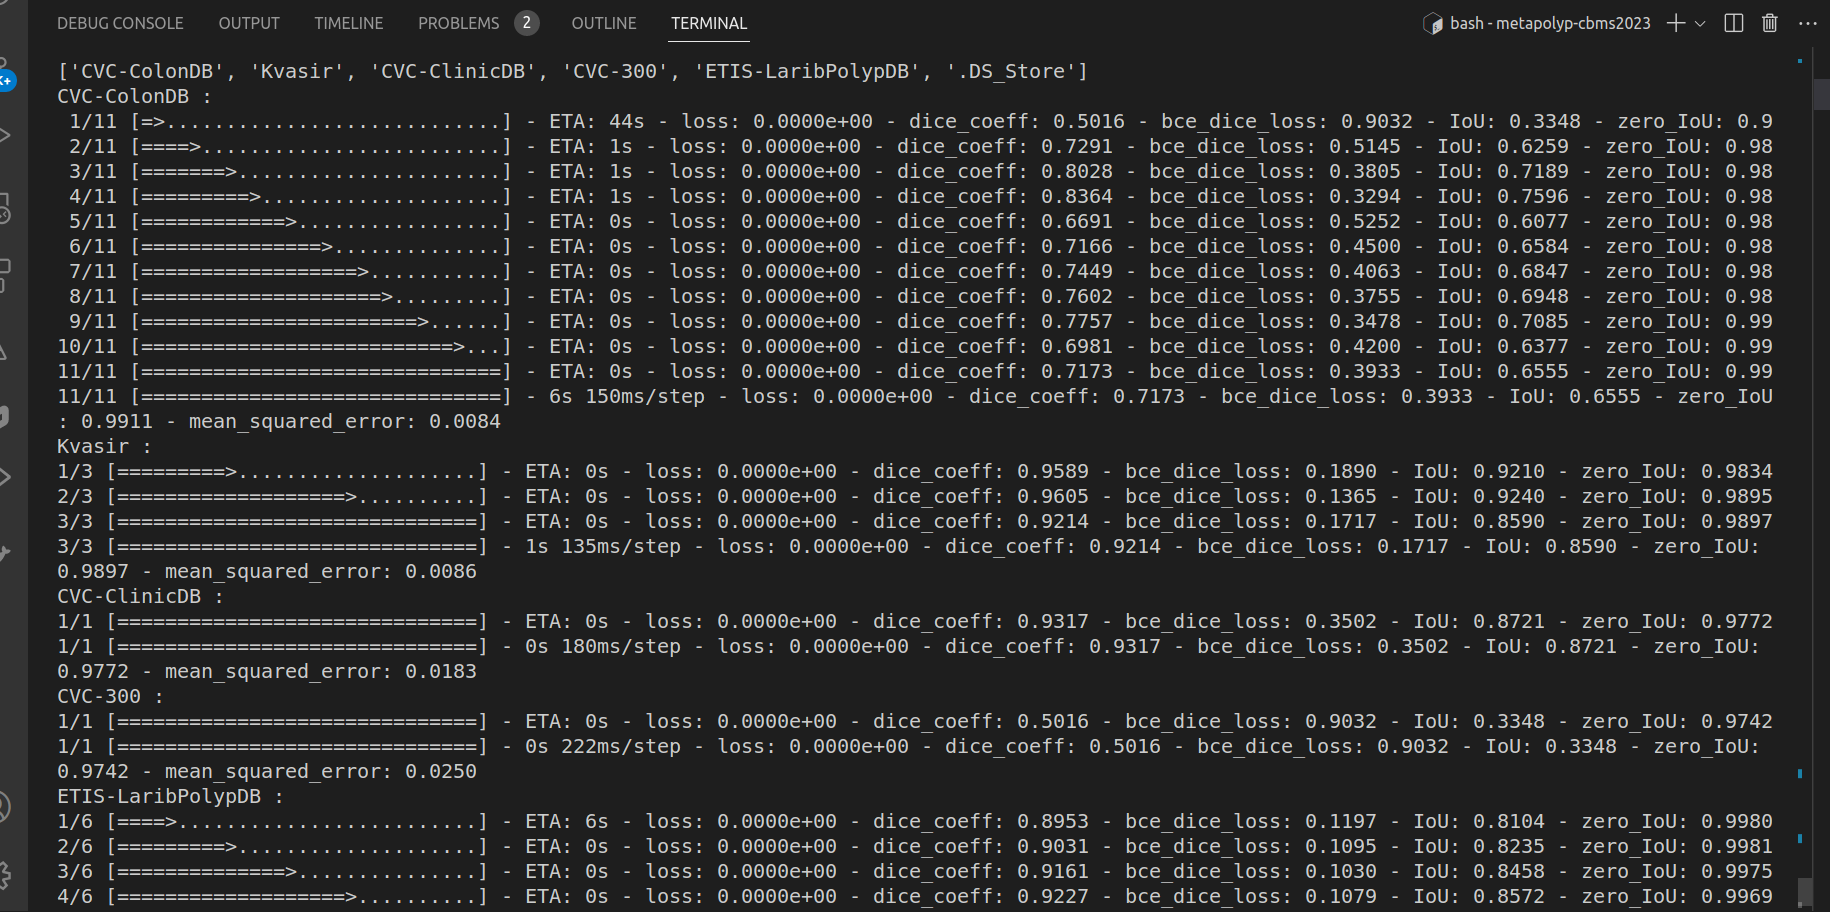 DEBUG CONSOLE OUTPUT TIMELINE PROBLEMS 2 OUTLINE TERMINAL bash - metapolyp-cbms2023
['CVC-ColonDB', 'Kvasir', 'CVC-ClinicDB', 'CVC-300', 'ETIS-LaribPolypDB', '.DS_Store']
CVC-ColonDB :
1/11 [=>............................] - ETA: 44s - loss: 0.0000e+00 - dice_coeff: 0.5016 - bce_dice_loss: 0.9032 - IoU: 0.3348 - zero_IoU: 0.9
2/11 [====>.........................] - ETA: 1s - loss: 0.0000e+00 - dice_coeff: 0.7291 - bce_dice_loss: 0.5145 - IoU: 0.6259 - zero_IoU: 0.98
3/11 [=======>......................] - ETA: 1s - loss: 0.0000e+00 - dice_coeff: 0.8028 - bce_dice_loss: 0.3805 - IoU: 0.7189 - zero_IoU: 0.98
4/11 [=========>....................] - ETA: 1s - loss: 0.0000e+00 - dice_coeff: 0.8364 - bce_dice_loss: 0.3294 - IoU: 0.7596 - zero_IoU: 0.98
5/11 [============>.................] - ETA: 0s - loss: 0.0000e+00 - dice_coeff: 0.6691 - bce_dice_loss: 0.5252 - IoU: 0.6077 - zero_IoU: 0.98
6/11 [===============>..............] - ETA: 0s - loss: 0.0000e+00 - dice_coeff: 0.7166 - bce_dice_loss: 0.4500 - IoU: 0.6584 - zero_IoU: 0.98
7/11 [==================>...........] - ETA: 0s - loss: 0.0000e+00 - dice_coeff: 0.7449 - bce_dice_loss: 0.4063 - IoU: 0.6847 - zero_IoU: 0.98
8/11 [====================>.........] - ETA: 0s - loss: 0.0000e+00 - dice_coeff: 0.7602 - bce_dice_loss: 0.3755 - IoU: 0.6948 - zero_IoU: 0.98
9/11 [=======================>......] - ETA: 0s - loss: 0.0000e+00 - dice_coeff: 0.7757 - bce_dice_loss: 0.3478 - IoU: 0.7085 - zero_IoU: 0.99
10/11 [==========================>...] - ETA: 0s - loss: 0.0000e+00 - dice_coeff: 0.6981 - bce_dice_loss: 0.4200 - IoU: 0.6377 - zero_IoU: 0.99
11/11 [==============================] - ETA: 0s - loss: 0.0000e+00 - dice_coeff: 0.7173 - bce_dice_loss: 0.3933 - IoU: 0.6555 - zero_IoU: 0.99
11/11 [==============================] - 6s 150ms/step - loss: 0.0000e+00 - dice_coeff: 0.7173 - bce_dice_loss: 0.3933 - IoU: 0.6555 - zero_IoU
: 0.9911 - mean_squared_error: 0.0084
Kvasir :
1/3 [=========>....................] - ETA: 0s - loss: 0.0000e+00 - dice_coeff: 0.9589 - bce_dice_loss: 0.1890 - IoU: 0.9210 - zero_IoU: 0.9834
2/3 [===================>..........] - ETA: 0s - loss: 0.0000e+00 - dice_coeff: 0.9605 - bce_dice_loss: 0.1365 - IoU: 0.9240 - zero_IoU: 0.9895
3/3 [==============================] - ETA: 0s - loss: 0.0000e+00 - dice_coeff: 0.9214 - bce_dice_loss: 0.1717 - IoU: 0.8590 - zero_IoU: 0.9897
3/3 [==============================] - 1s 135ms/step - loss: 0.0000e+00 - dice_coeff: 0.9214 - bce_dice_loss: 0.1717 - IoU: 0.8590 - zero_IoU:
0.9897 - mean_squared_error: 0.0086
CVC-ClinicDB :
1/1 [==============================] - ETA: 0s - loss: 0.0000e+00 - dice_coeff: 0.9317 - bce_dice_loss: 0.3502 - IoU: 0.8721 - zero_IoU: 0.9772
1/1 [==============================] - 0s 180ms/step - loss: 0.0000e+00 - dice_coeff: 0.9317 - bce_dice_loss: 0.3502 - IoU: 0.8721 - zero_IoU:
0.9772 - mean_squared_error: 0.0183
CVC-300 :
1/1 [==============================] - ETA: 0s - loss: 0.0000e+00 - dice_coeff: 0.5016 - bce_dice_loss: 0.9032 - IoU: 0.3348 - zero_IoU: 0.9742
1/1 [==============================] - 0s 222ms/step - loss: 0.0000e+00 - dice_coeff: 0.5016 - bce_dice_loss: 0.9032 - IoU: 0.3348 - zero_IoU:
0.9742 - mean_squared_error: 0.0250
ETIS-LaribPolypDB :
1/6 [====>.........................] - ETA: 6s - loss: 0.0000e+00 - dice_coeff: 0.8953 - bce_dice_loss: 0.1197 - IoU: 0.8104 - zero_IoU: 0.9980
2/6 [=========>....................] - ETA: 0s - loss: 0.0000e+00 - dice_coeff: 0.9031 - bce_dice_loss: 0.1095 - IoU: 0.8235 - zero_IoU: 0.9981
3/6 [==============>...............] - ETA: 0s - loss: 0.0000e+00 - dice_coeff: 0.9161 - bce_dice_loss: 0.1030 - IoU: 0.8458 - zero_IoU: 0.9975
4/6 [===================>..........] - ETA: 0s - loss: 0.0000e+00 - dice_coeff: 0.9227 - bce_dice_loss: 0.1079 - IoU: 0.8572 - zero_IoU: 0.9969